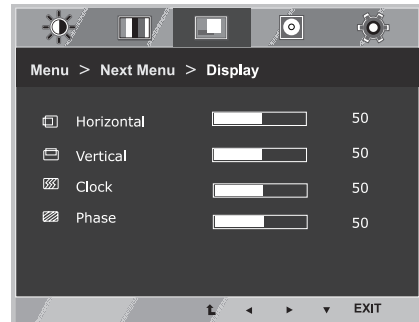 Menu > Next Menu > Display
Horizontal 50
Vertical 50
Clock 50
Phase 50
EXIT